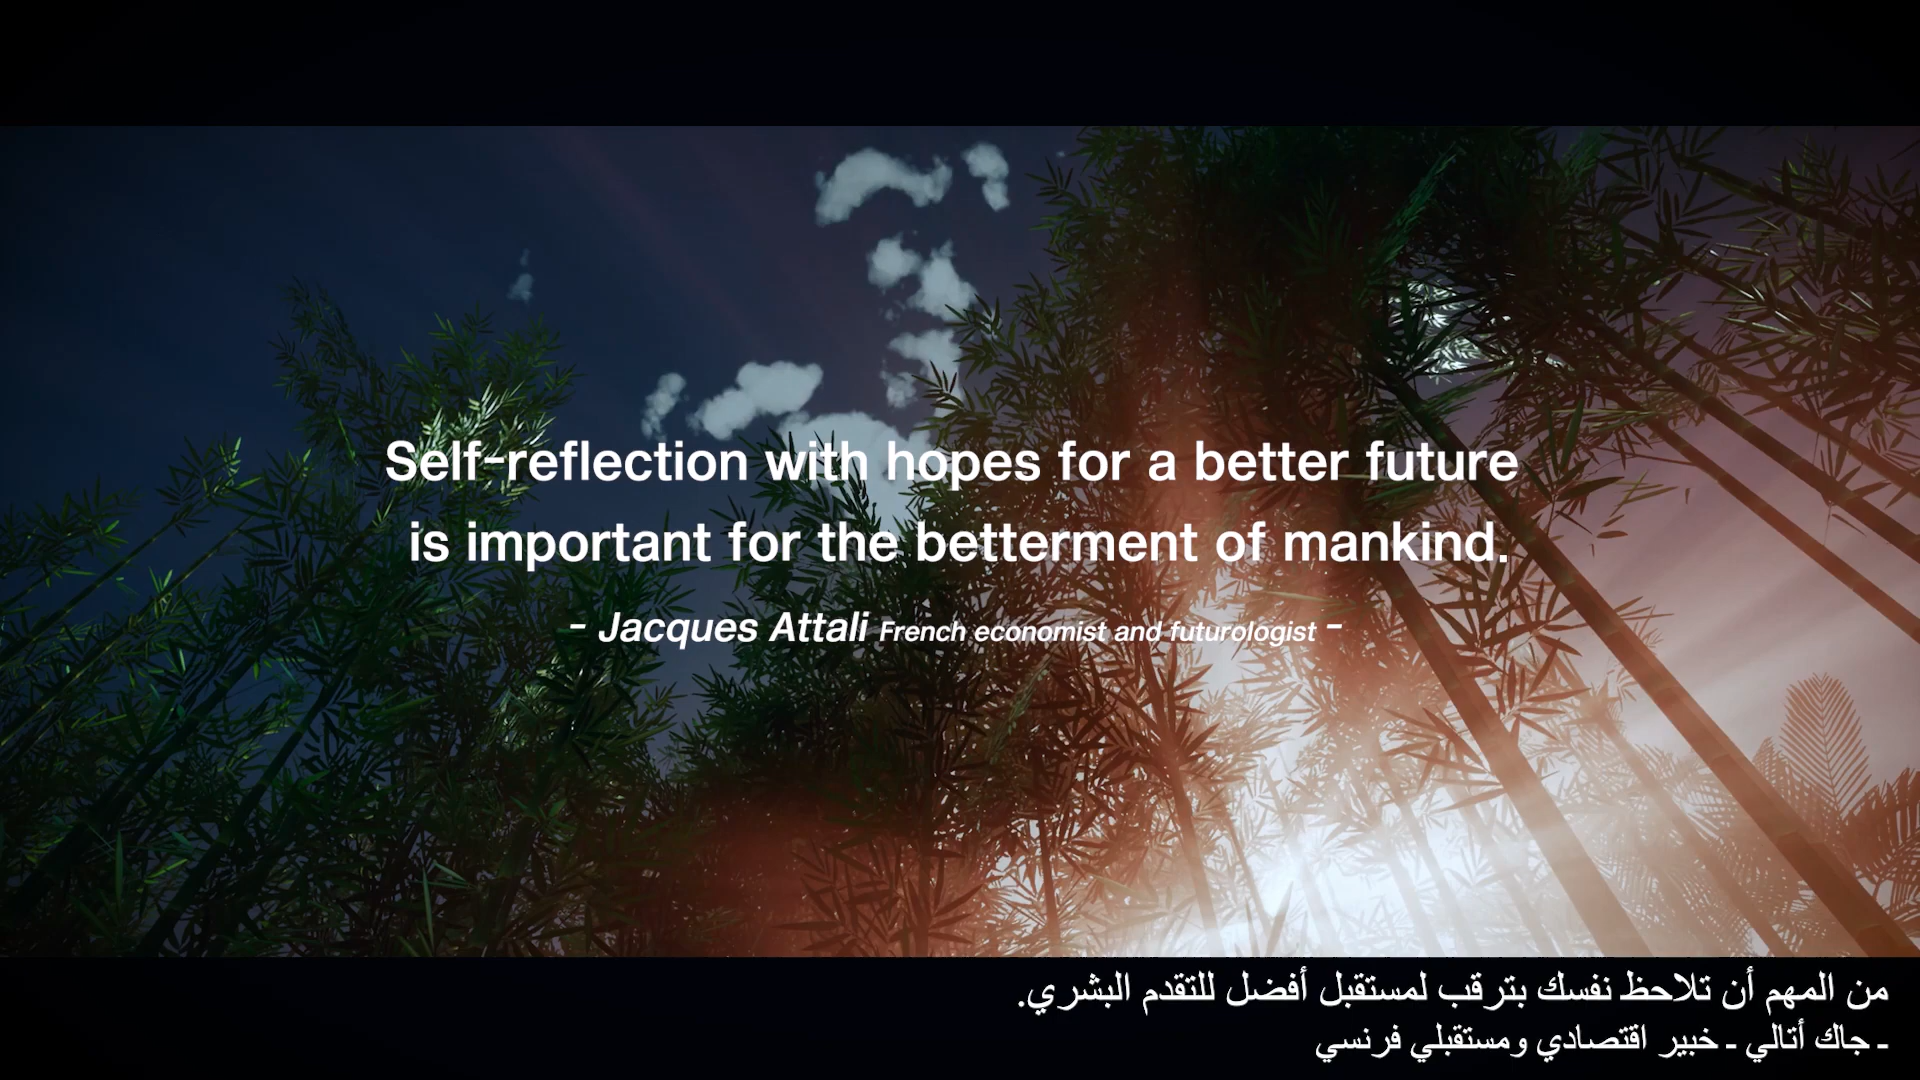 Self-reflection with hopes for a better future
is important for the betterment of mankind.
- Jacques Attali French economist and futurologist -
من المهم أن تلاحظ نفسك بترقب لمستقبل أفضل للتقدم البشري.
ـ جاك أتالي ـ خبير اقتصادي ومستقبلي فرنسي